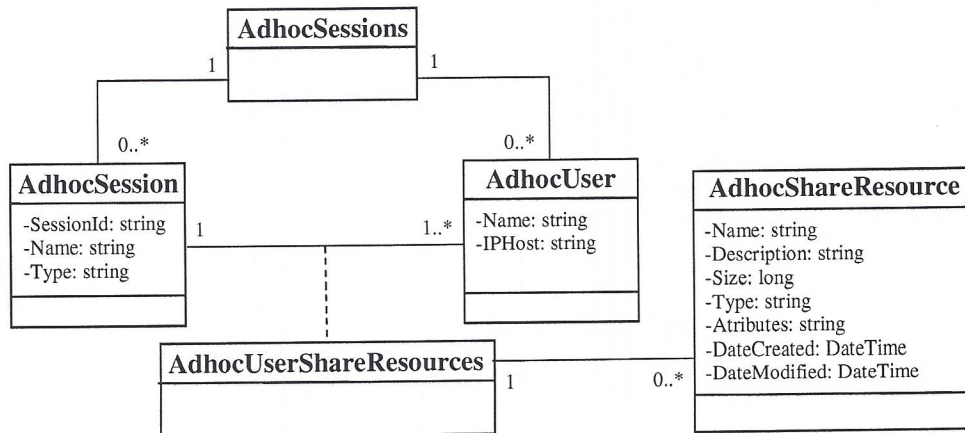 AdhocSessions
1
1
0..*
0..*
AdhocSession
-SessionId: string
-Name: string
-Type: string
AdhocUser
-Name: string
-IPHost: string
1
1..*
AdhocShareResource
-Name: string
-Description: string
-Size: long
-Type: string
-Atributes: string
-DateCreated: DateTime
-DateModified: DateTime
AdhocUserShareResources
1
0..*